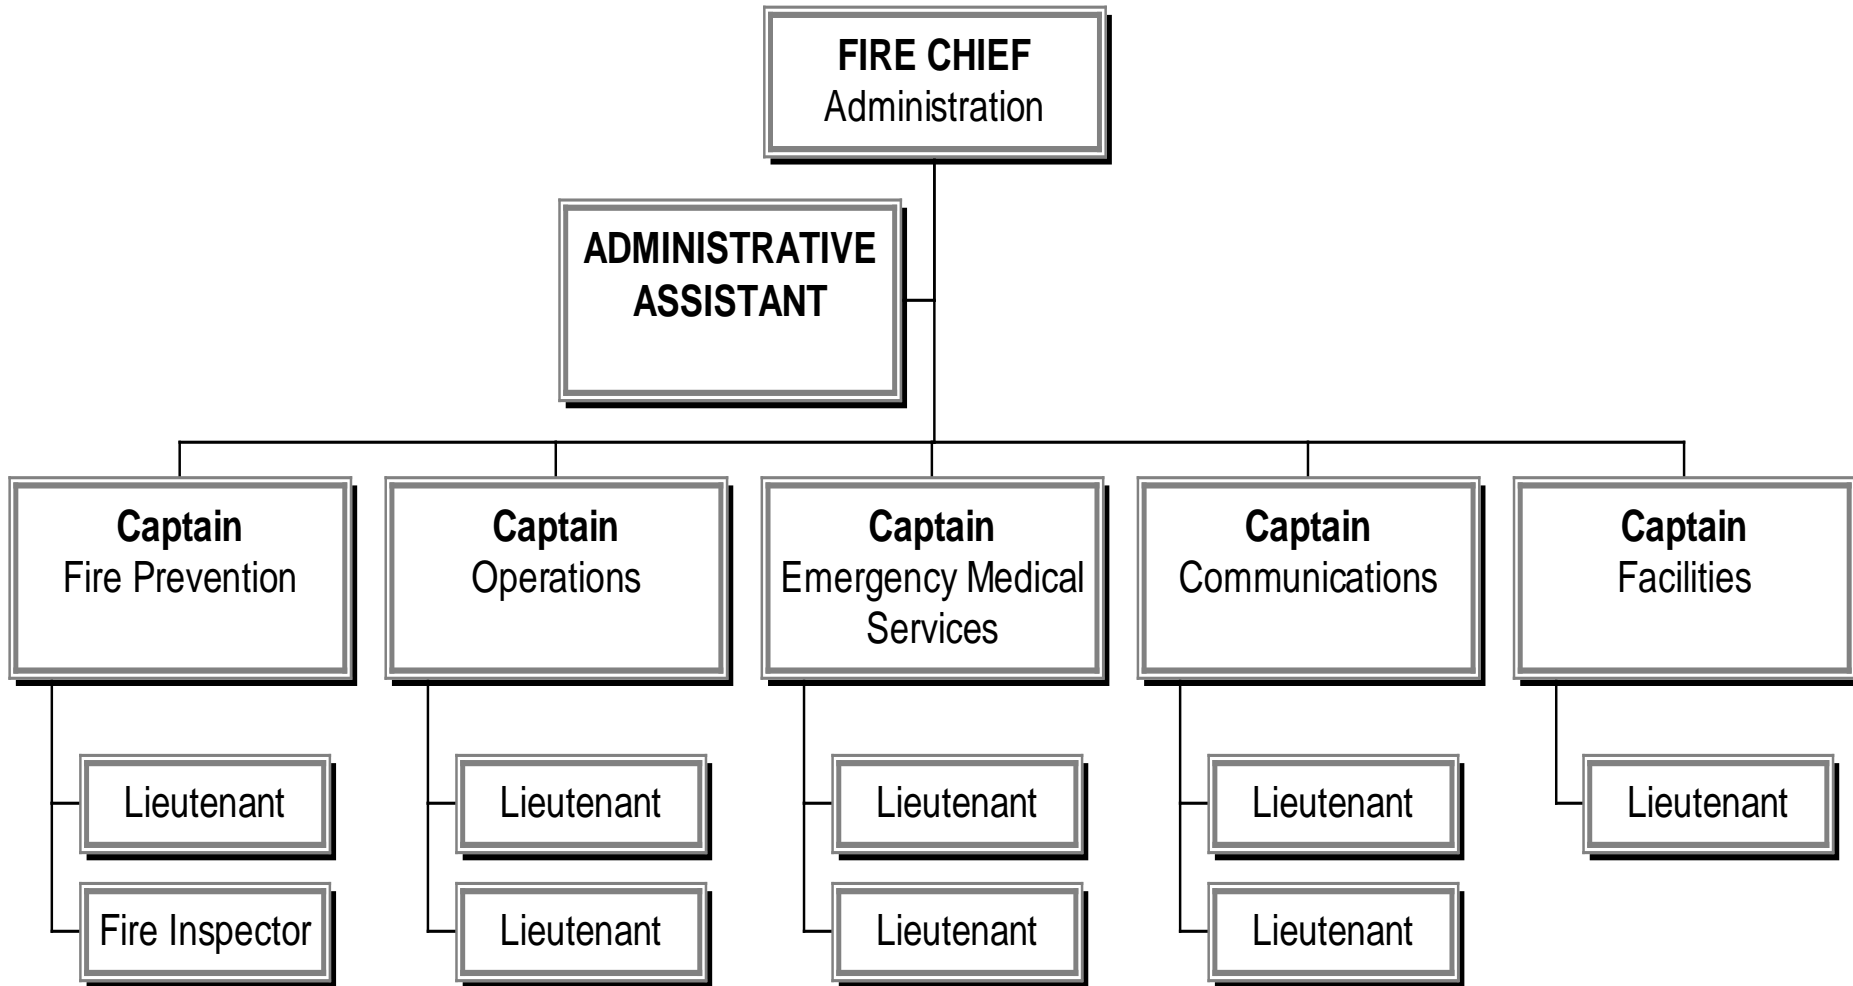 FIRE CHIEF
Administration
ADMINISTRATIVE
ASSISTANT
Captain
Fire Prevention
Captain
Operations
Captain
Emergency Medical
Services
Captain
Communications
Captain
Facilities
Lieutenant
Lieutenant
Lieutenant
Lieutenant
Lieutenant
Fire Inspector
Lieutenant
Lieutenant
Lieutenant